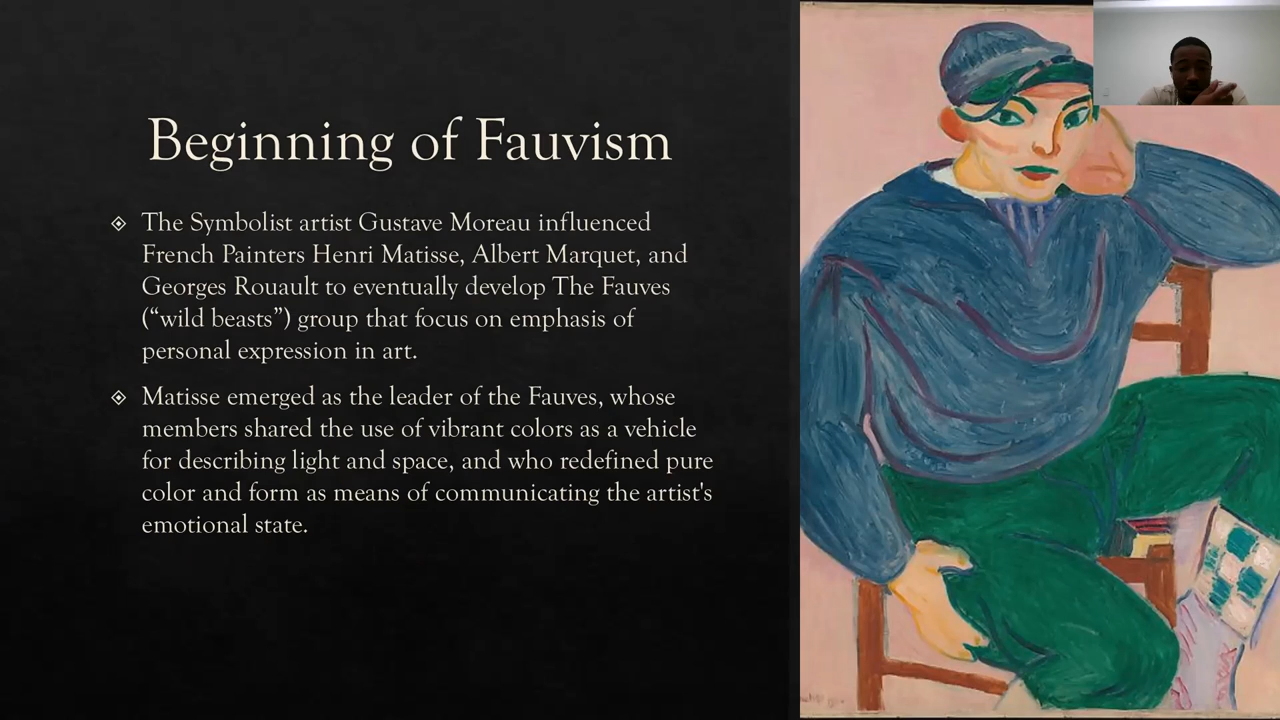 Beginning of Fauvism
The Symbolist artist Gustave Moreau influenced
French Painters Henri Matisse, Albert Marquet, and
Georges Rouault to eventually develop The Fauves
(“wild beasts”) group that focus on emphasis of
personal expression in art.
Matisse emerged as the leader of the Fauves, whose
members shared the use of vibrant colors as a vehicle
for describing light and space, and who redefined pure
color and form as means of communicating the artist's
emotional state.